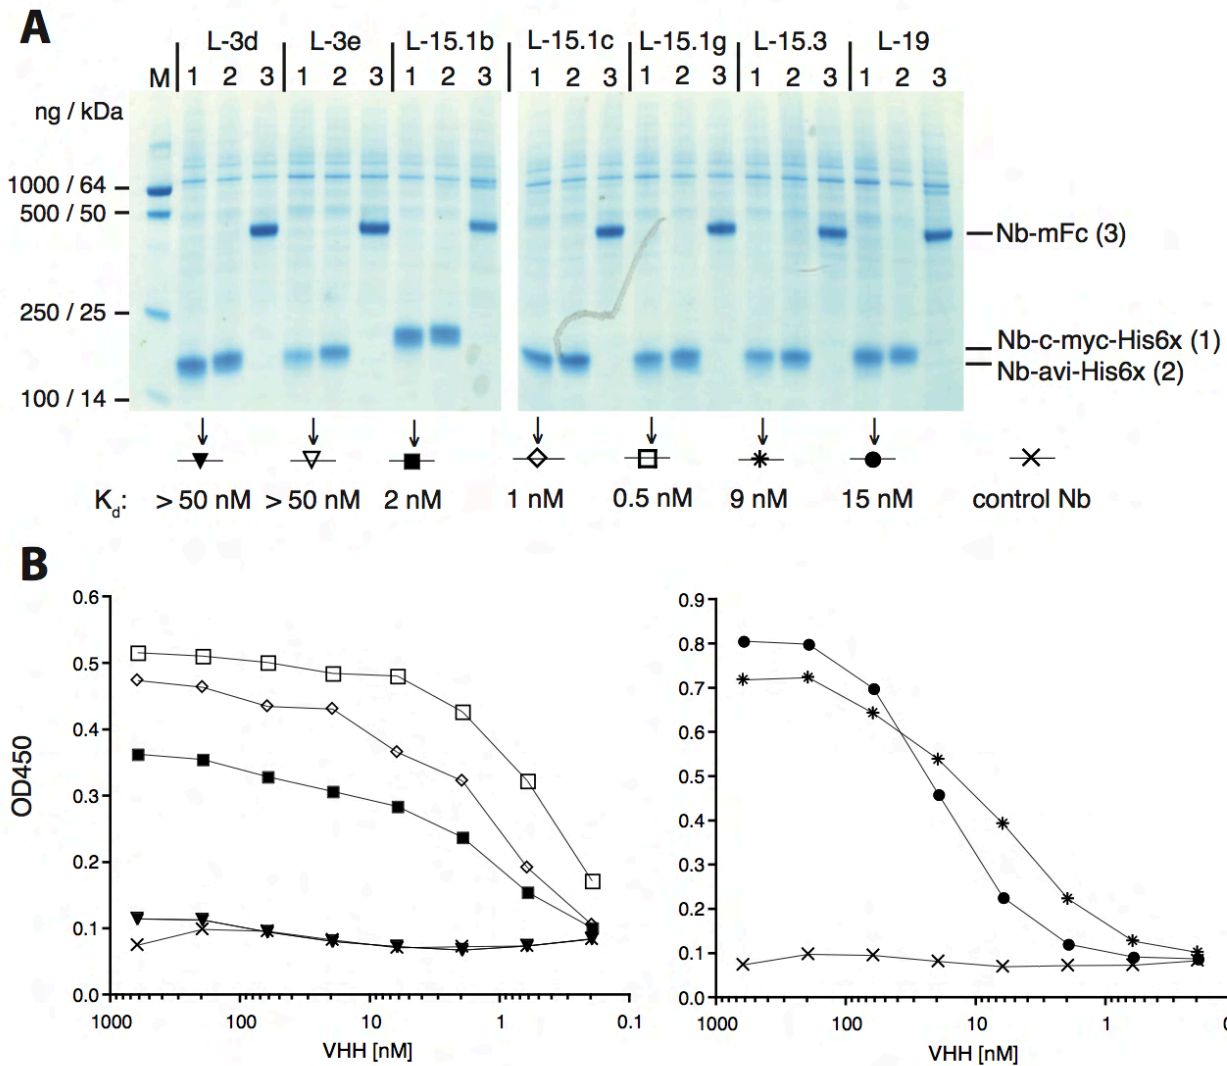 A
L-3d L-3e L-15.1b L-15.1c L-15.1g L-15.3 L-19
M 1 2 3 1 2 3 1 2 3 1 2 3 1 2 3 1 2 3 1 2 3
ng / kDa
1000 / 64
500 / 50
Nb-mFc (3)
250 / 25
Nb-c-myc-His6x (1)
Nb-avi-His6x (2)
100 / 14
Kd: > 50 nM > 50 nM 2 nM 1 nM 0.5 nM 9 nM 15 nM control Nb
B
OD450
0.6
0.5
0.4
0.3
0.2
0.1
0.0
1000 100 10 1 0.1
VHH [nM]
0.9
0.8
0.7
0.6
0.5
0.4
0.3
0.2
0.1
0.0
1000 100 10 1
VHH [nM]